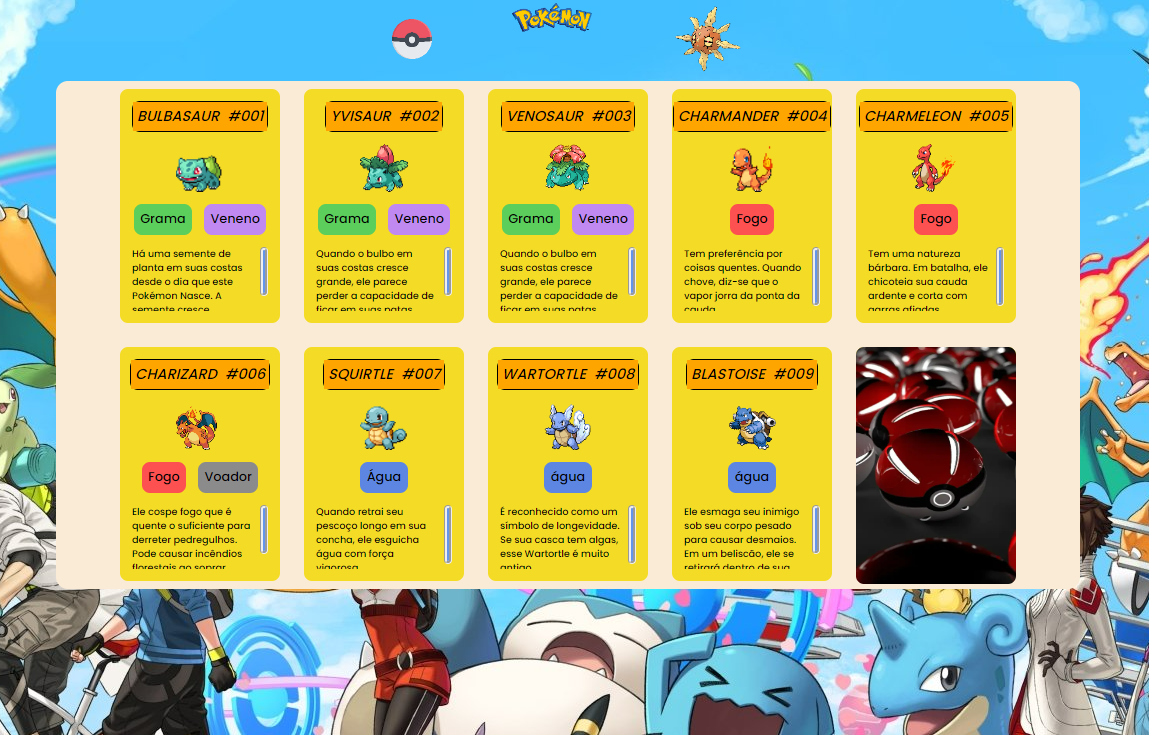 POKÉMON
BULBASAUR #001
Grama Veneno
Há uma semente de
planta em suas costas
desde o dia que este
Pokémon Nasce. A
semente cresce
YVISAUR #002
Grama Veneno
Quando o bulbo em
suas costas cresce
grande, ele parece
perder a capacidade de
ficar em suas patas
VENOSAUR #003
Grama Veneno
Quando o bulbo em
suas costas cresce
grande, ele parece
perder a capacidade de
ficar em suas patas
CHARMANDER #004
Fogo
Tem preferência por
coisas quentes. Quando
chove, diz-se que o
vapor jorra da ponta da
cauda
CHARMELEON #005
Fogo
Tem uma natureza
bárbara. Em batalha, ele
chicoteia sua cauda
ardente e corta com
garras afiadas
CHARIZARD #006
Fogo Voador
Ele cospe fogo que é
quente o suficiente para
derreter pedregulhos.
Pode causar incêndios
florestais ao soprar
SQUIRTLE #007
Água
Quando retrai seu
pescoço longo em sua
concha, ele esguicha
água com força
vigorosa
WARTORTLE #008
água
É reconhecido como um
símbolo de longevidade.
Se sua casca tem algas,
esse Wartortle é muito
antigo
BLASTOISE #009
água
Ele esmaga seu inimigo
sob seu corpo pesado
para causar desmaios.
Em um beliscão, ele se
retirará dentro de sua